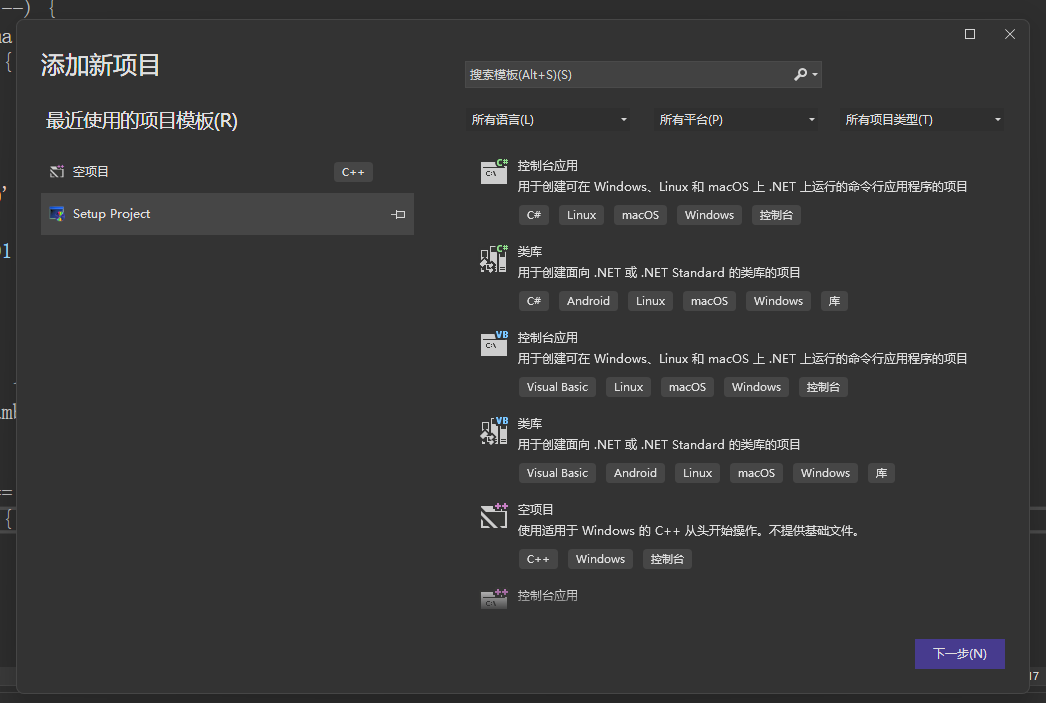 --) {
添加新项目
搜索模板(Alt+S)(S)
最近使用的项目模板(R)
所有语言(L)
所有平台(P)
所有项目类型(T)
空项目
C++
Setup Project
控制台应用
用于创建可在 Windows、Linux 和 macOS 上 .NET 上运行的命令行应用程序的项目
C# Linux macOS Windows 控制台
类库
用于创建面向 .NET 或 .NET Standard 的类库的项目
C# Android Linux macOS Windows 库
控制台应用
用于创建可在 Windows、Linux 和 macOS 上 .NET 上运行的命令行应用程序的项目
Visual Basic Linux macOS Windows 控制台
类库
用于创建面向 .NET 或 .NET Standard 的类库的项目
Visual Basic Android Linux macOS Windows 库
空项目
使用适用于 Windows 的 C++ 从头开始操作。不提供基础文件。
C++ Windows 控制台
控制台应用
下一步(N)